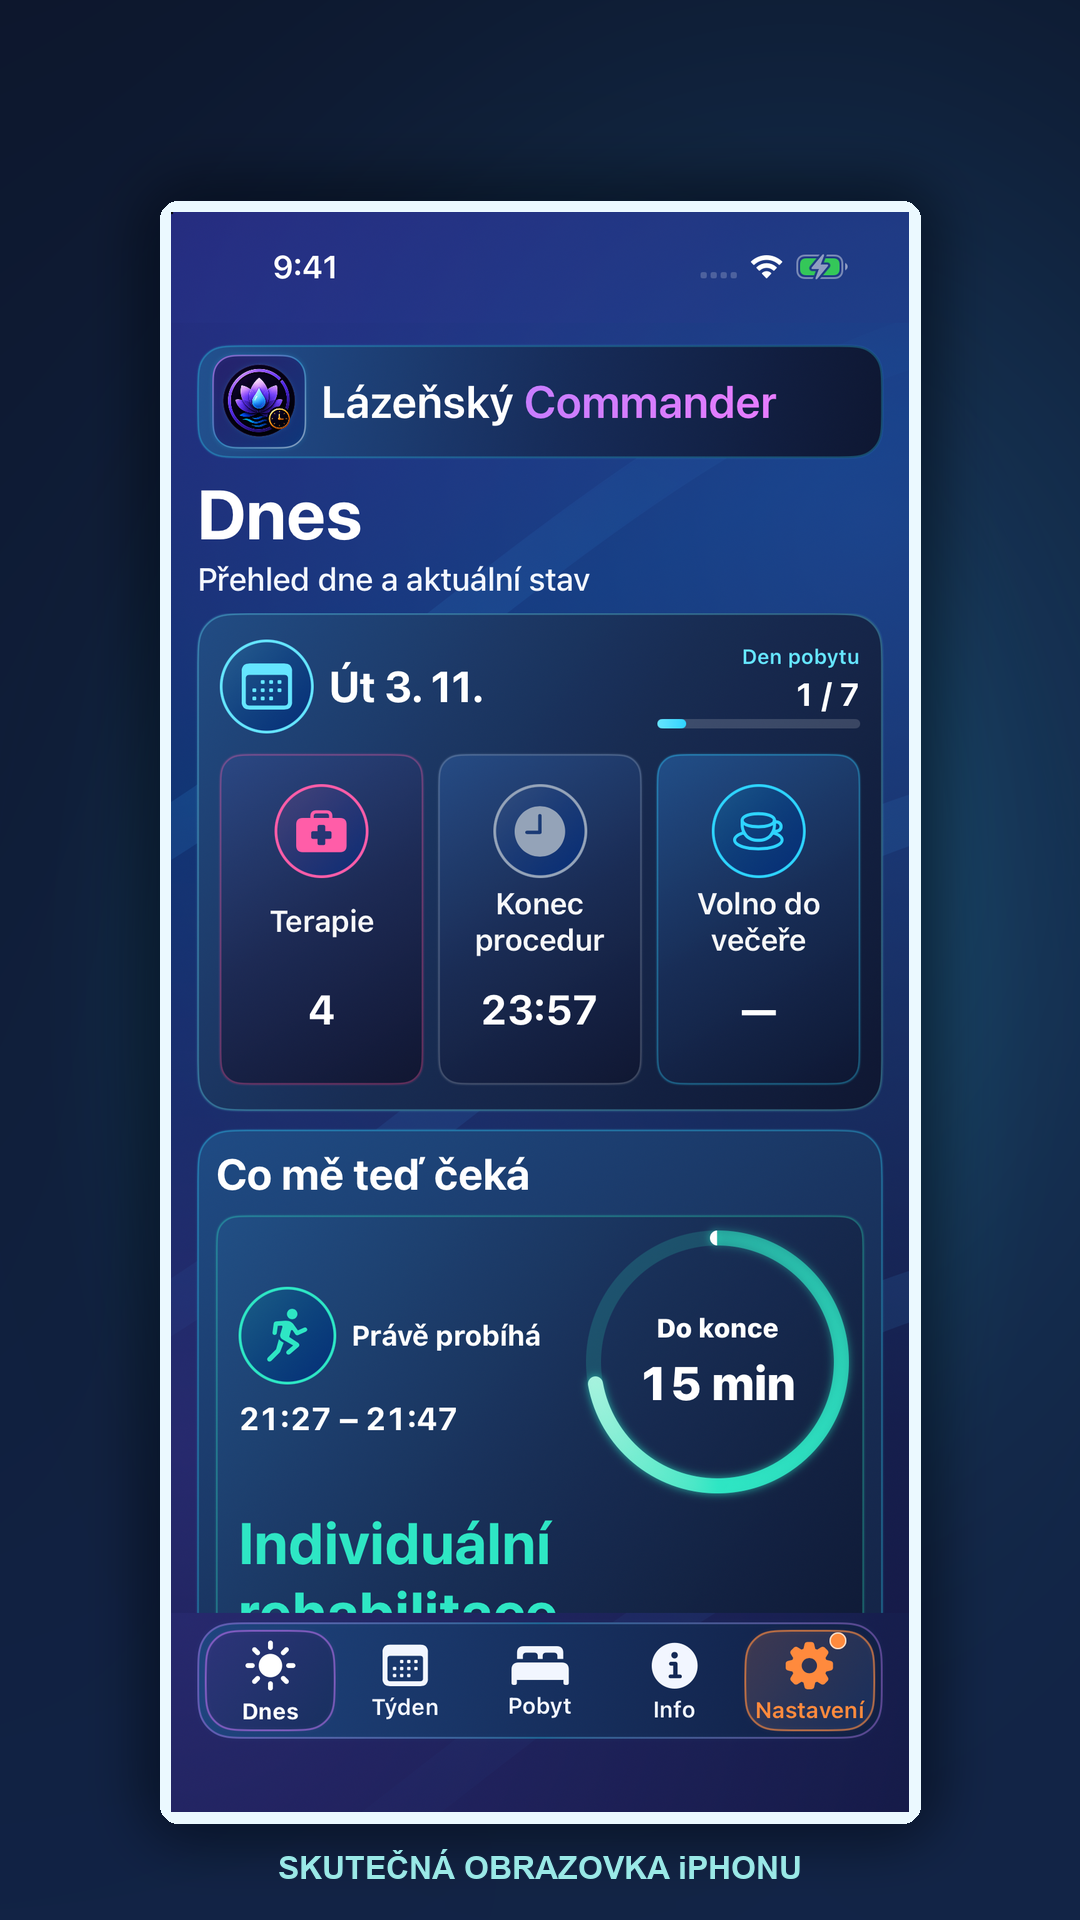 9:41
Lázeňský Commander
Dnes
Přehled dne a aktuální stav
Út 3. 11.
Den pobytu
1 / 7
Terapie
4
Konec
procedur
23:57
Volno do
večeře
—
Co mě teď čeká
Právě probíhá
21:27 – 21:47
Do konce
15 min
Individuální
rehabilitace
Dnes
Týden
Pobyt
Info
Nastavení
SKUTEČNÁ OBRAZOVKA iPHONU